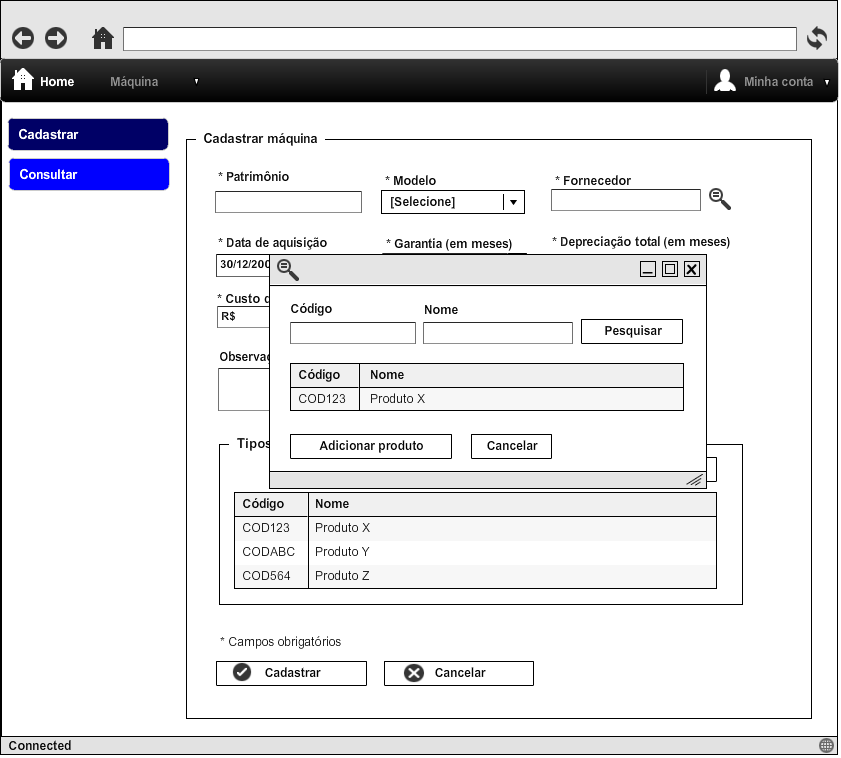 Home
Máquina
Minha conta
Cadastrar
Consultar
Cadastrar máquina
* Patrimônio
* Modelo
* Fornecedor
[Selecione]
* Data de aquisição
* Garantia (em meses)
* Depreciação total (em meses)
30/12/200
* Custo d
R$
Observaç
Código
Nome
Pesquisar
Código Nome
COD123 Produto X
Adicionar produto
Cancelar
Tipos
Código Nome
COD123 Produto X
CODABC Produto Y
COD564 Produto Z
* Campos obrigatórios
Cadastrar
Cancelar
Connected